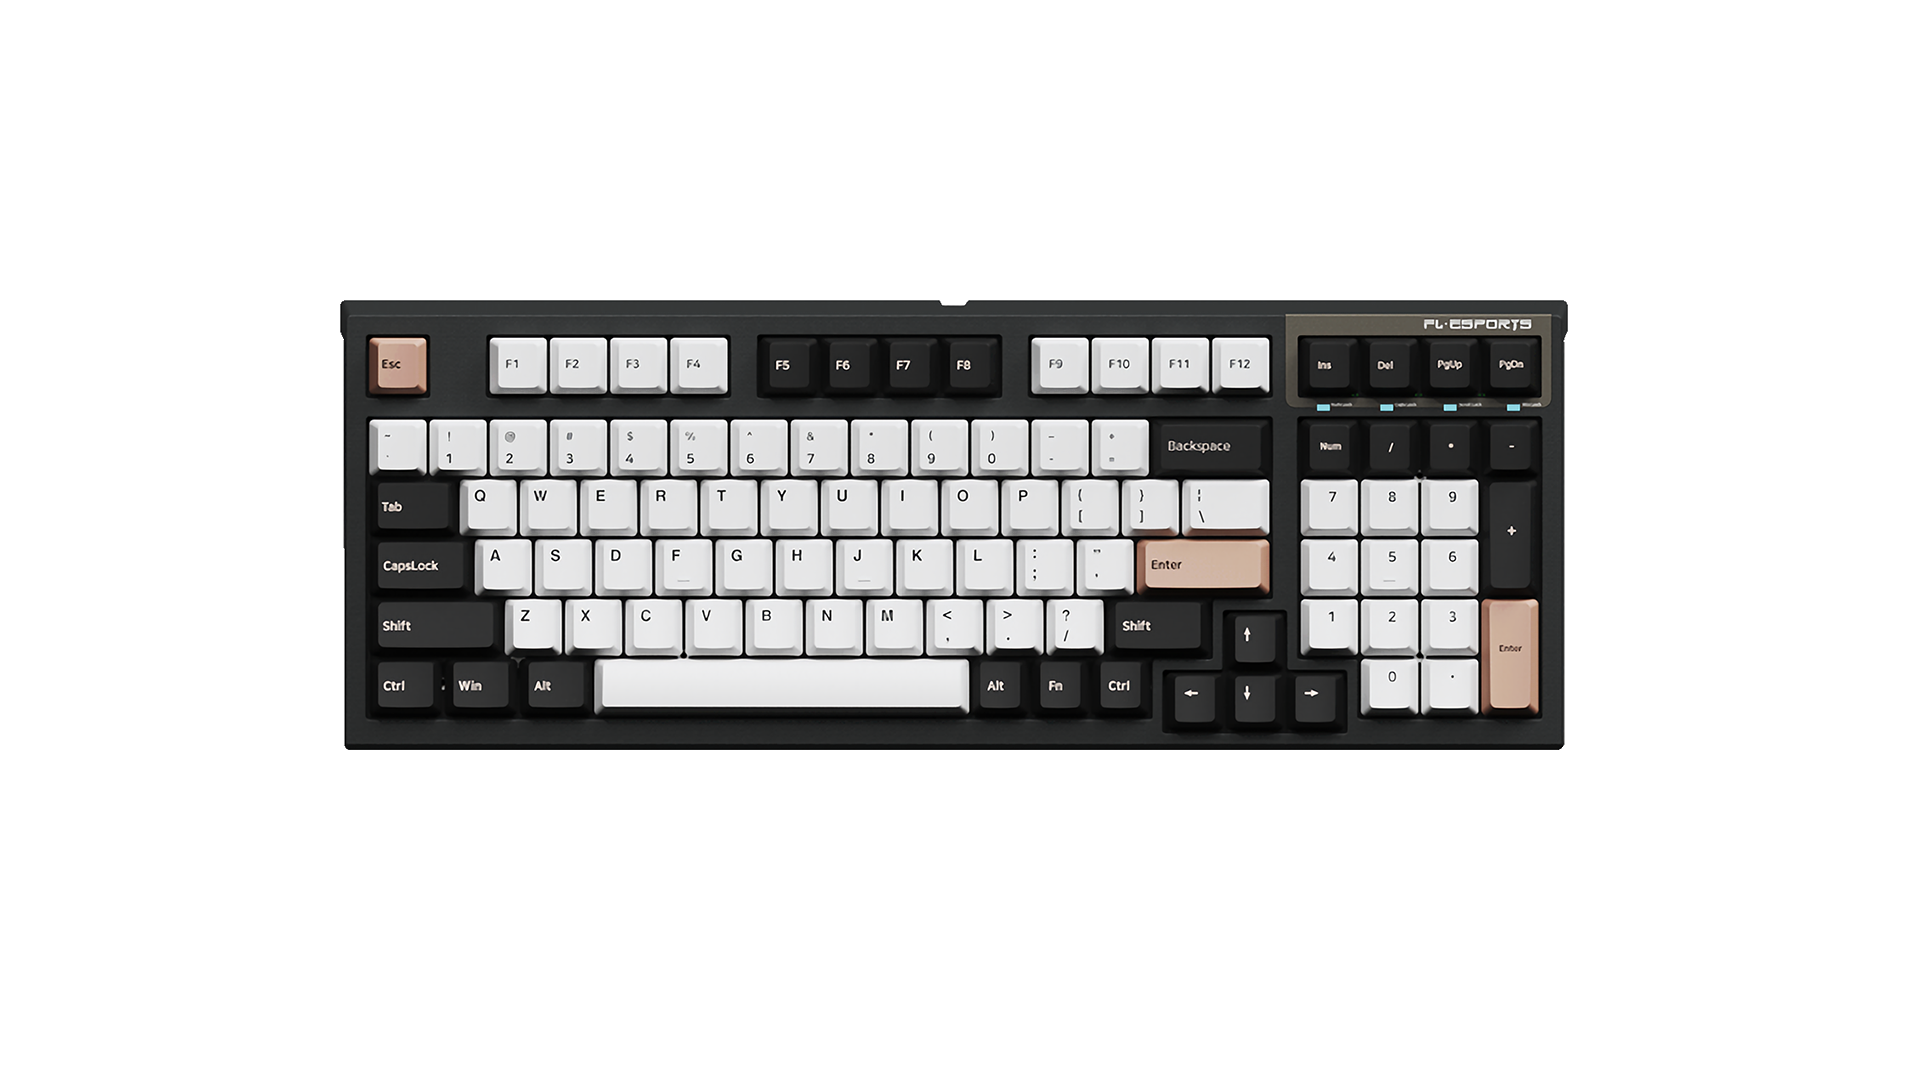 FL·ESPORTS
Esc F1 F2 F3 F4 F5 F6 F7 F8 F9 F10 F11 F12 Ins Del PgUp PgDn
~ ! @ # $ % ^ & * ( ) – +
` 1 2 3 4 5 6 7 8 9 0 - = Backspace Num / * -
Tab Q W E R T Y U I O P { [ } ] ¦ \ 7 8 9 +
CapsLock A S D F G H J K L : ; " ' Enter 4 5 6
Shift Z X C V B N M < , > . ? / Shift ↑ 1 2 3 Enter
Ctrl Win Alt Alt Fn Ctrl ← ↓ → 0 .